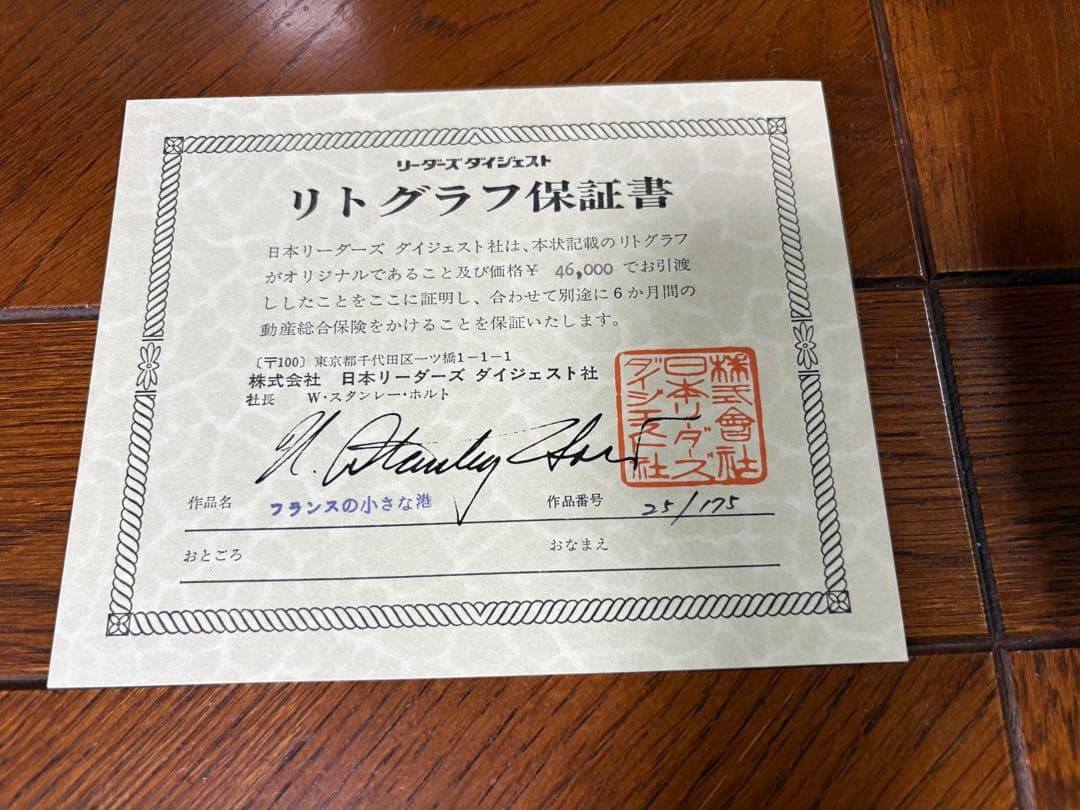 リーダーズ ダイジェスト
リトグラフ保証書
日本リーダーズ ダイジェスト社は、本状記載のリトグラフ
がオリジナルであること及び価格¥ 46,000 でお引渡
ししたことをここに証明し、合わせて別途に6か月間の
動産総合保険をかけることを保証いたします。
〔〒100〕東京都千代田区一ツ橋1-1-1
株式会社 日本リーダーズ ダイジェスト社
社長 W・スタンレー・ホルト
W. Stanley Holt
株式會社
日本リーダーズ
ダイジェスト社
作品名 フランスの小さな港 作品番号 25/175
おところ おなまえ